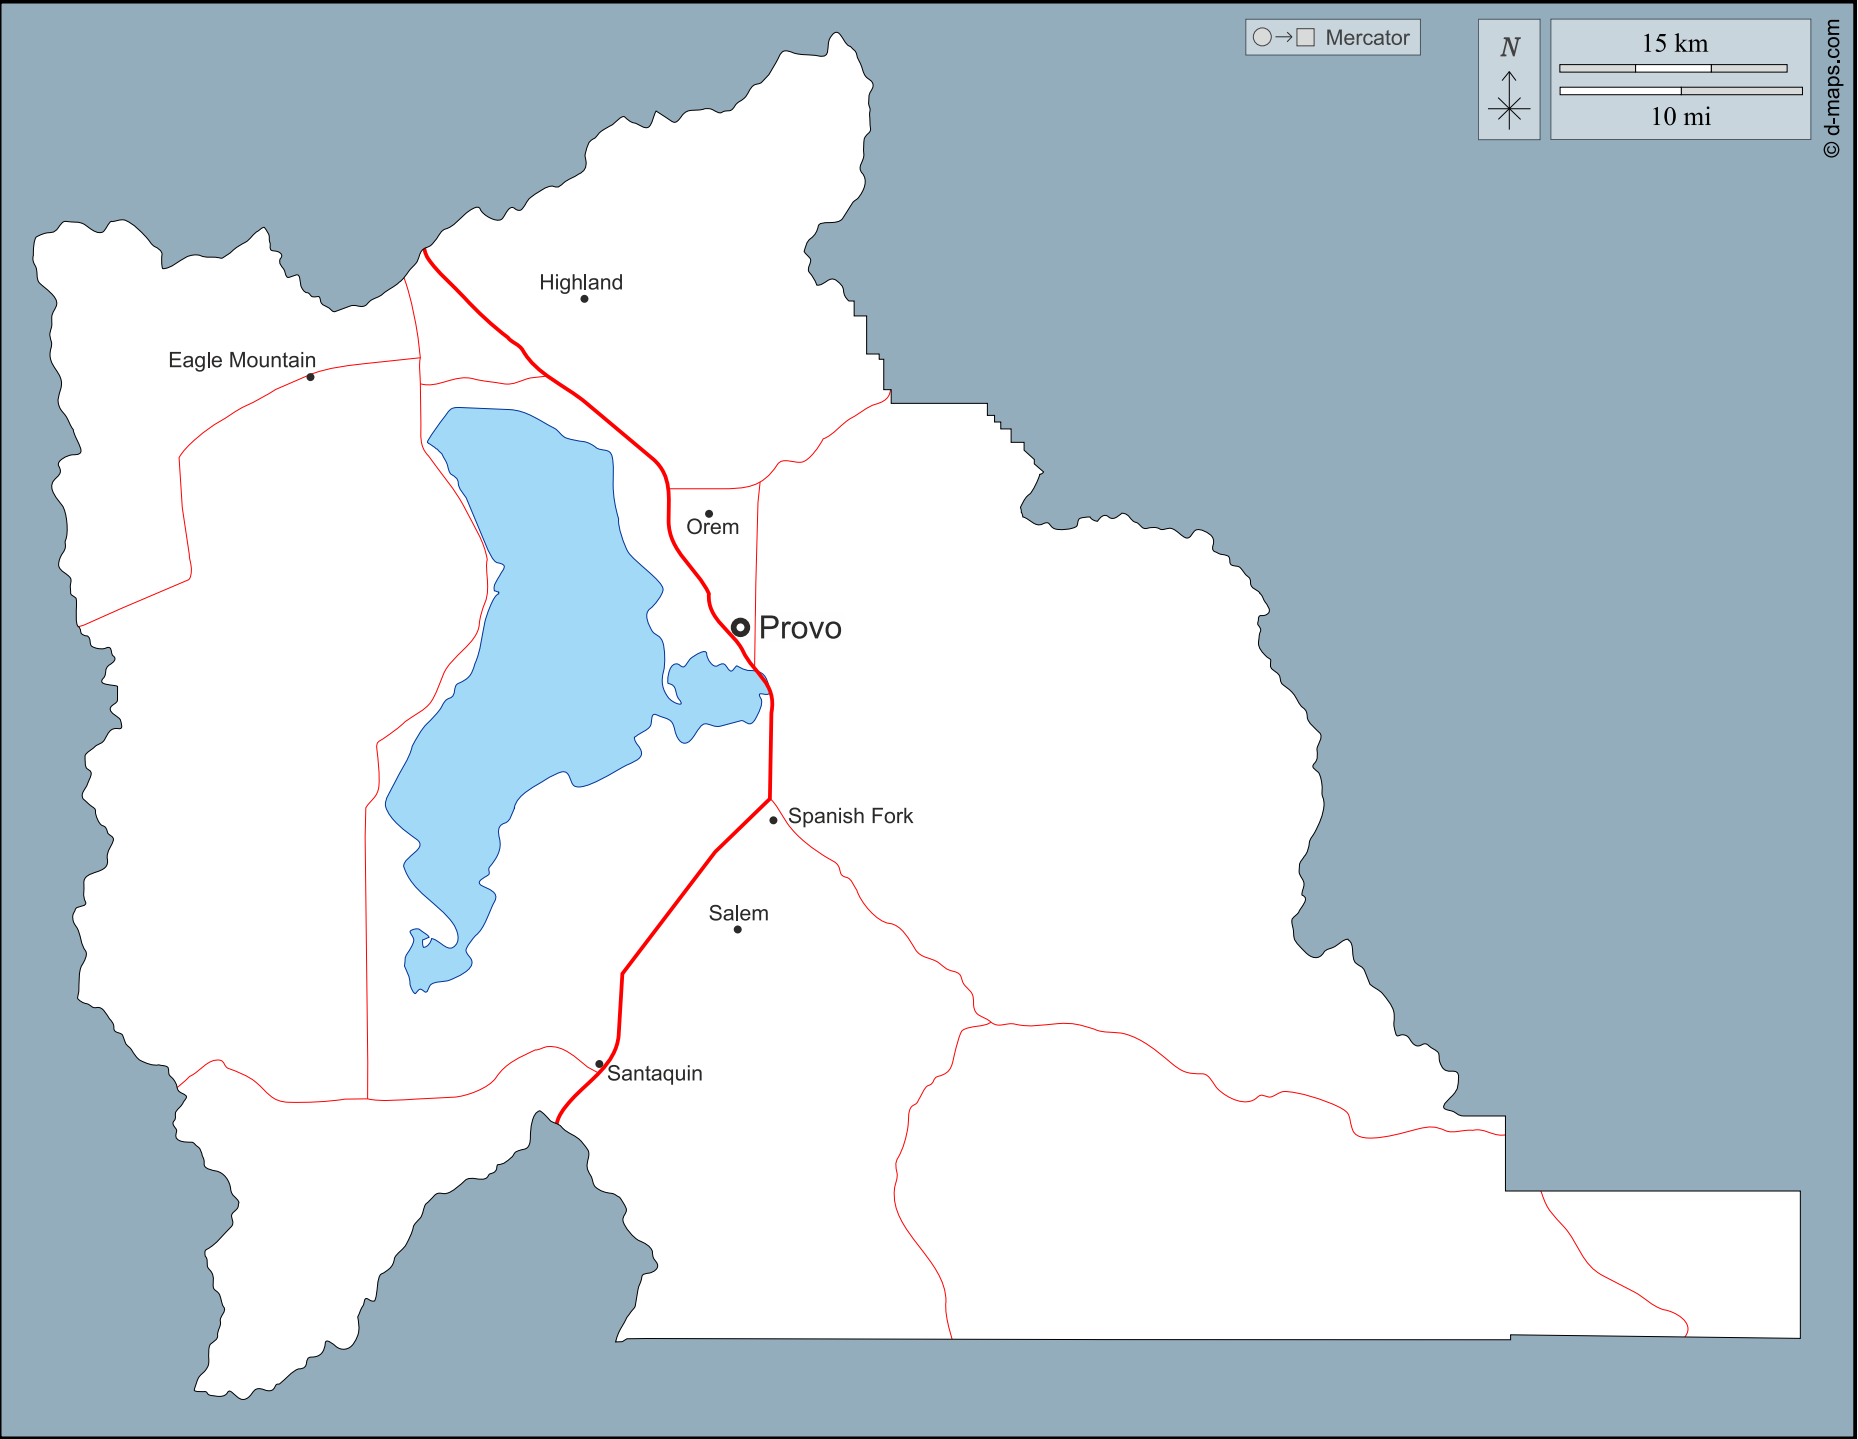 Mercator
N
15 km
10 mi
© d-maps.com
Highland
Eagle Mountain
Orem
Provo
Spanish Fork
Salem
Santaquin